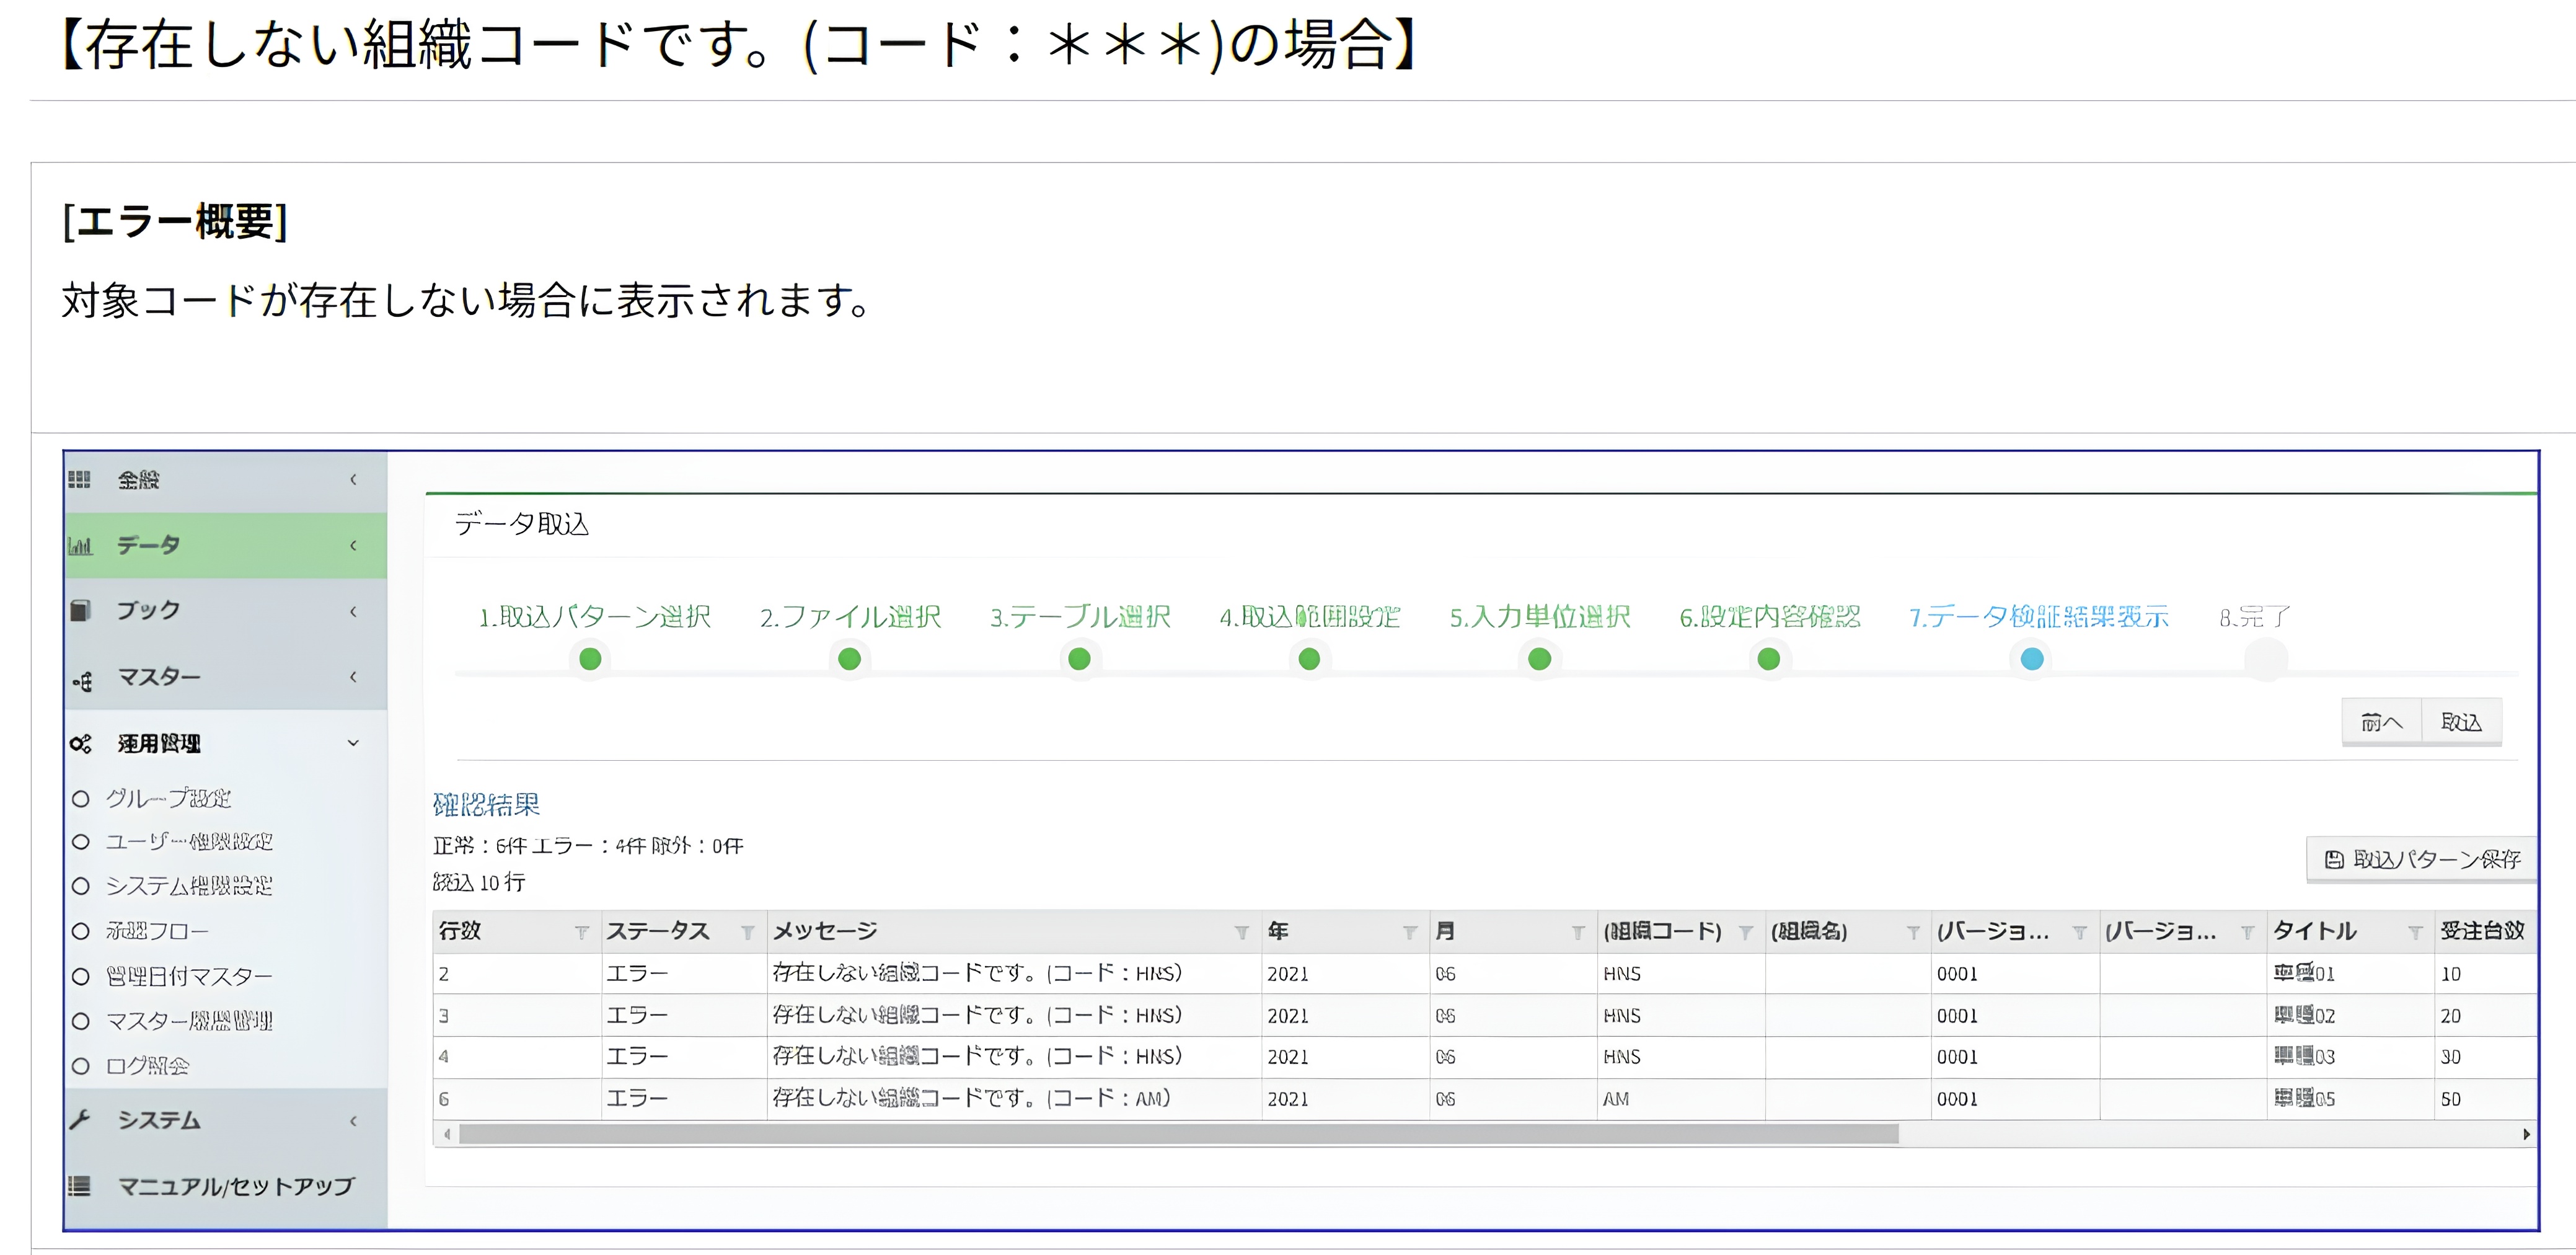 【存在しない組織コードです。(コード：＊＊＊)の場合】
[エラー概要]
対象コードが存在しない場合に表示されます。
全般
データ
ブック
マスター
運用管理
グループ設定
ユーザー権限設定
システム権限設定
承認フロー
管理日付マスター
マスター履歴管理
ログ照会
システム
マニュアル/セットアップ
データ取込
1.取込パターン選択 2.ファイル選択 3.テーブル選択 4.取込範囲設定 5.入力単位選択 6.設定内容確認 7.データ検証結果表示 8.完了
前へ 取込
確認結果
正常：6件 エラー：4件 除外：0件
読込 10 行
取込パターン保存
行数 ステータス メッセージ 年 月 (組織コード) (組織名) (バージョ... (バージョ... タイトル 受注台数
2 エラー 存在しない組織コードです。(コード：HNS) 2021 06 HNS 0001 車種01 10
3 エラー 存在しない組織コードです。(コード：HNS) 2021 06 HNS 0001 車種02 20
4 エラー 存在しない組織コードです。(コード：HNS) 2021 06 HNS 0001 車種03 30
6 エラー 存在しない組織コードです。(コード：AM) 2021 06 AM 0001 車種05 50